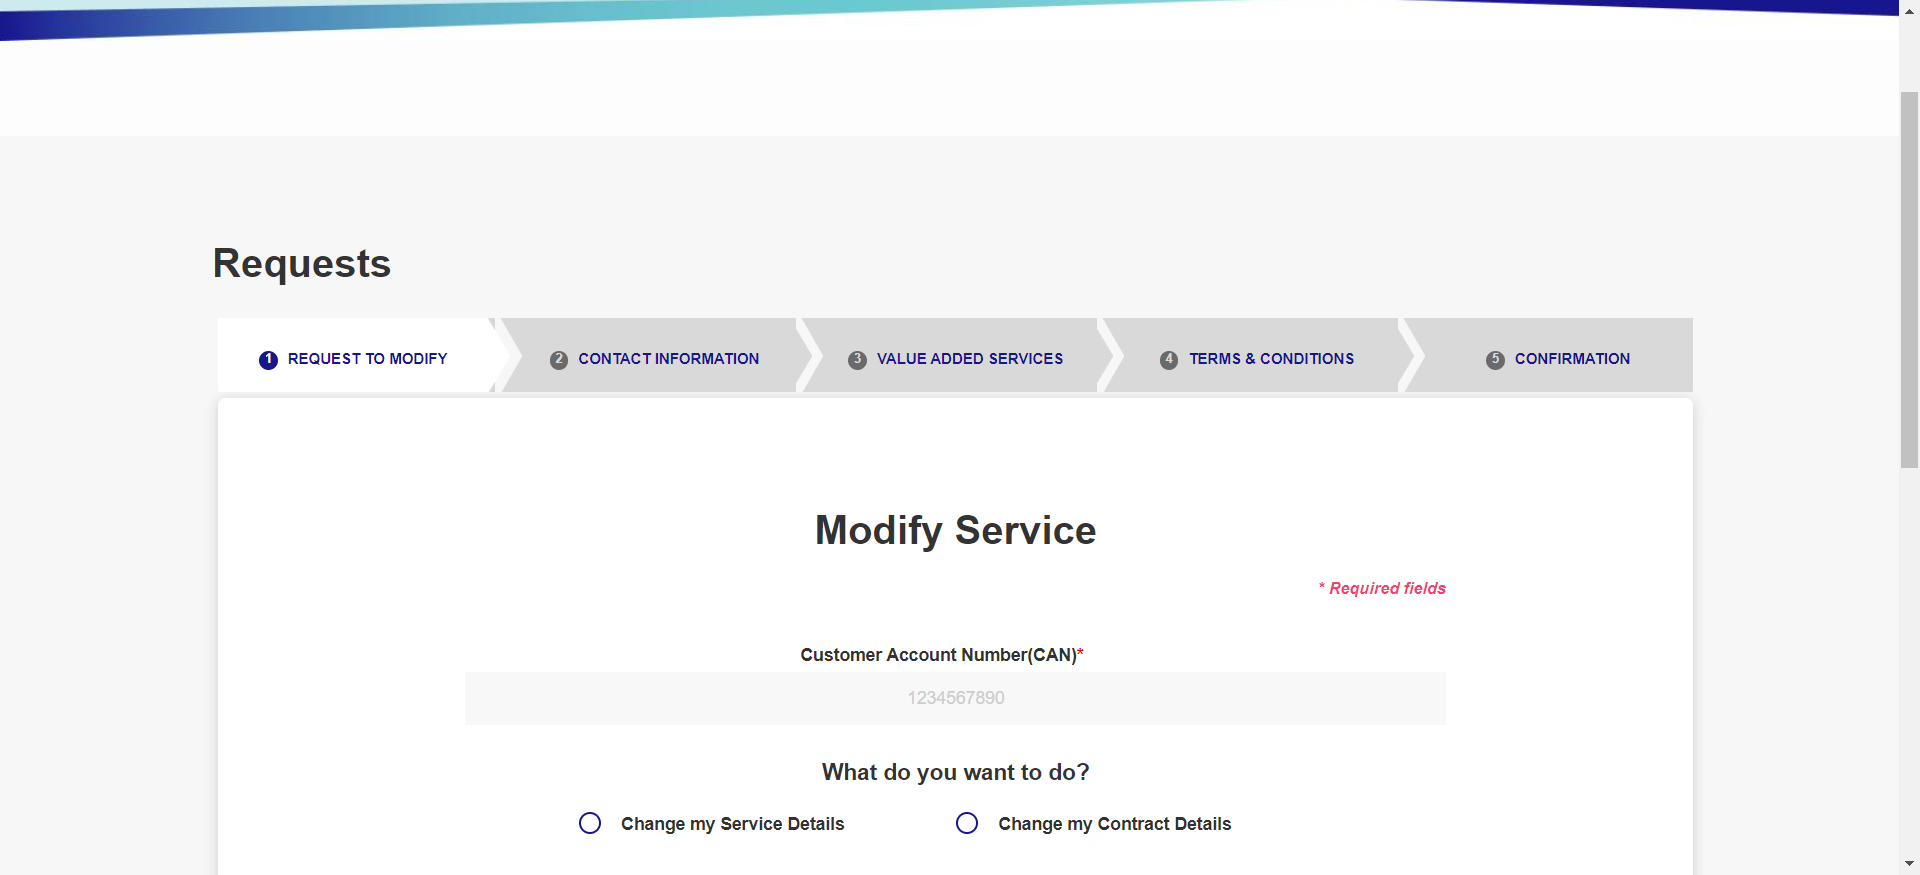 Requests
1 REQUEST TO MODIFY 2 CONTACT INFORMATION 3 VALUE ADDED SERVICES 4 TERMS & CONDITIONS 5 CONFIRMATION
Modify Service
* Required fields
Customer Account Number(CAN)*
1234567890
What do you want to do?
Change my Service Details Change my Contract Details